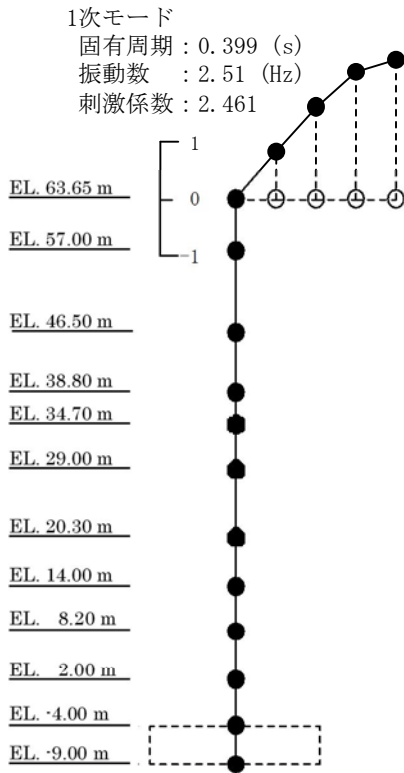 1次モード
固有周期：0.399 (s)
振動数　：2.51 (Hz)
刺激係数：2.461
1
EL. 63.65 m
0
EL. 57.00 m
-1
EL. 46.50 m
EL. 38.80 m
EL. 34.70 m
EL. 29.00 m
EL. 20.30 m
EL. 14.00 m
EL. 8.20 m
EL. 2.00 m
EL. -4.00 m
EL. -9.00 m